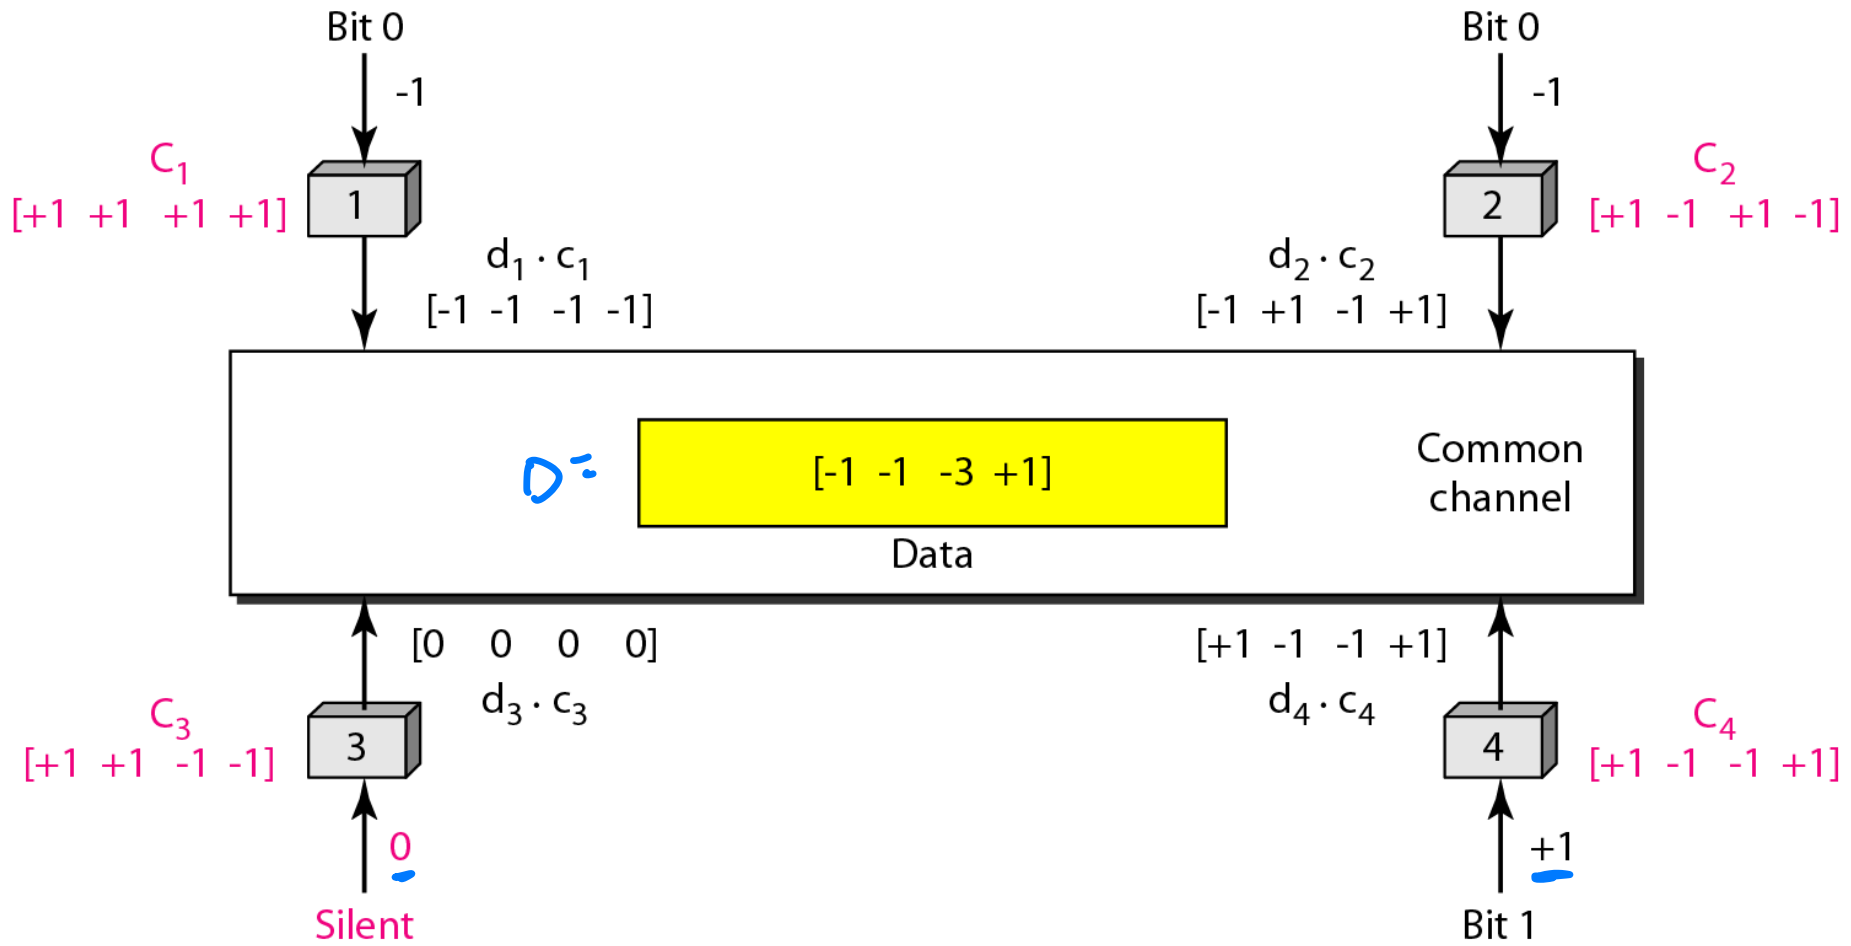 Bit 0
Bit 0
-1
-1
C1
C2
[+1 +1 +1 +1]
1
2
[+1 -1 +1 -1]
d1 . c1
d2 . c2
[-1 -1 -1 -1]
[-1 +1 -1 +1]
D=
[-1 -1 -3 +1]
Common
channel
Data
[0 0 0 0]
[+1 -1 -1 +1]
d3 . c3
d4 . c4
C3
C4
[+1 +1 -1 -1]
3
4
[+1 -1 -1 +1]
0
+1
Silent
Bit 1